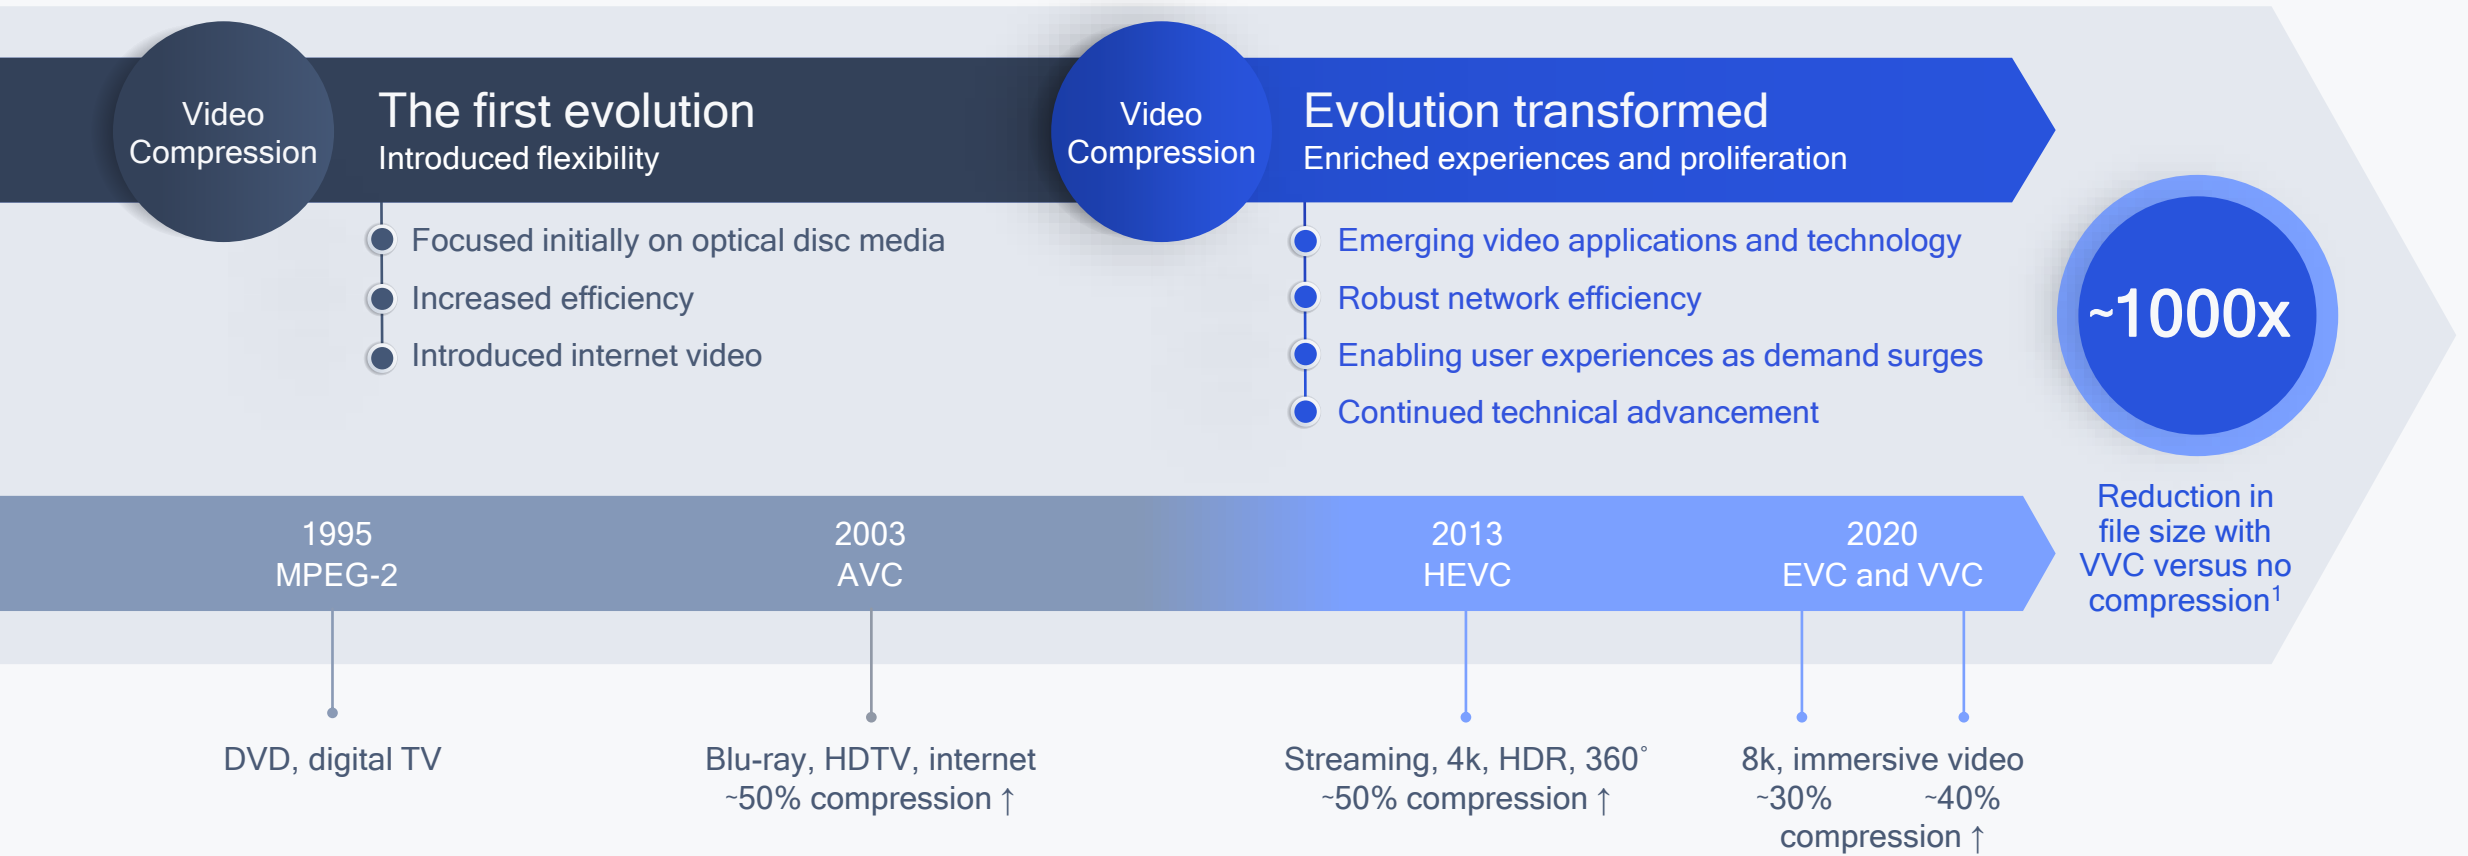 Video
Compression
The first evolution
Introduced flexibility
Focused initially on optical disc media
Increased efficiency
Introduced internet video
Video
Compression
Evolution transformed
Enriched experiences and proliferation
Emerging video applications and technology
Robust network efficiency
Enabling user experiences as demand surges
Continued technical advancement
~1000x
Reduction in
file size with
VVC versus no
compression¹
1995
MPEG-2
2003
AVC
2013
HEVC
2020
EVC and VVC
DVD, digital TV
Blu-ray, HDTV, internet
~50% compression ↑
Streaming, 4k, HDR, 360°
~50% compression ↑
8k, immersive video
~30% ~40%
compression ↑